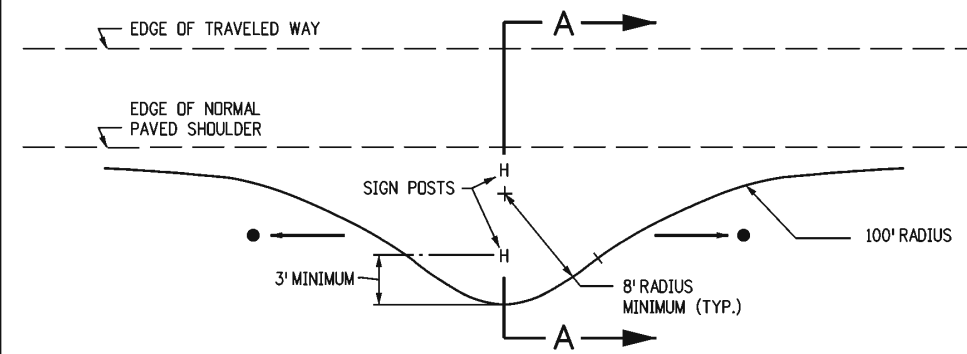 A
EDGE OF TRAVELED WAY
EDGE OF NORMAL
PAVED SHOULDER
H
SIGN POSTS
100' RADIUS
H
3' MINIMUM
8' RADIUS
MINIMUM (TYP.)
A